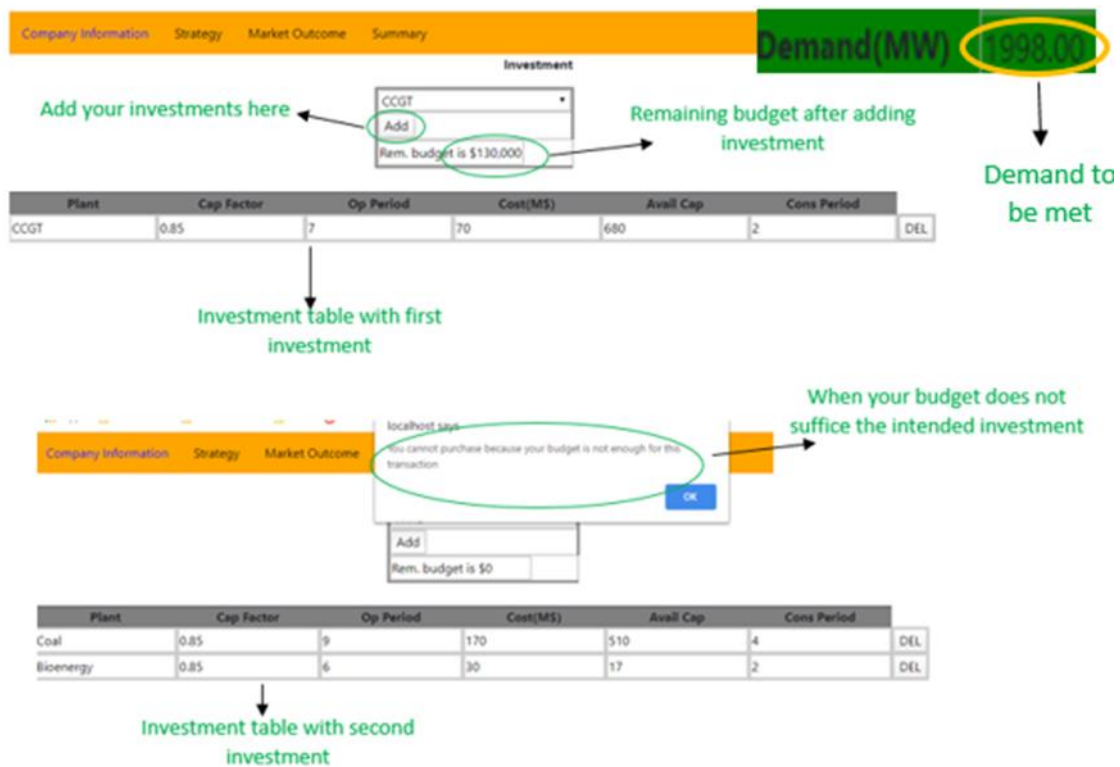 Company Information Strategy Market Outcome Summary
Demand(MW) 1998.00
Investment
Add your investments here
CCGT
Add
Rem. budget is $130,000
Remaining budget after adding
investment
Demand to
be met
Plant Cap Factor Op Period Cost(M$) Avail Cap Cons Period
CCGT 0.85 7 70 680 2 DEL
Investment table with first
investment
When your budget does not
suffice the intended investment
localhost says
You cannot purchase because your budget is not enough for this
transaction
OK
Company Information Strategy Market Outcome
Add
Rem. budget is $0
Plant Cap Factor Op Period Cost(M$) Avail Cap Cons Period
Coal 0.85 9 170 510 4 DEL
Bioenergy 0.85 6 30 17 2 DEL
Investment table with second
investment